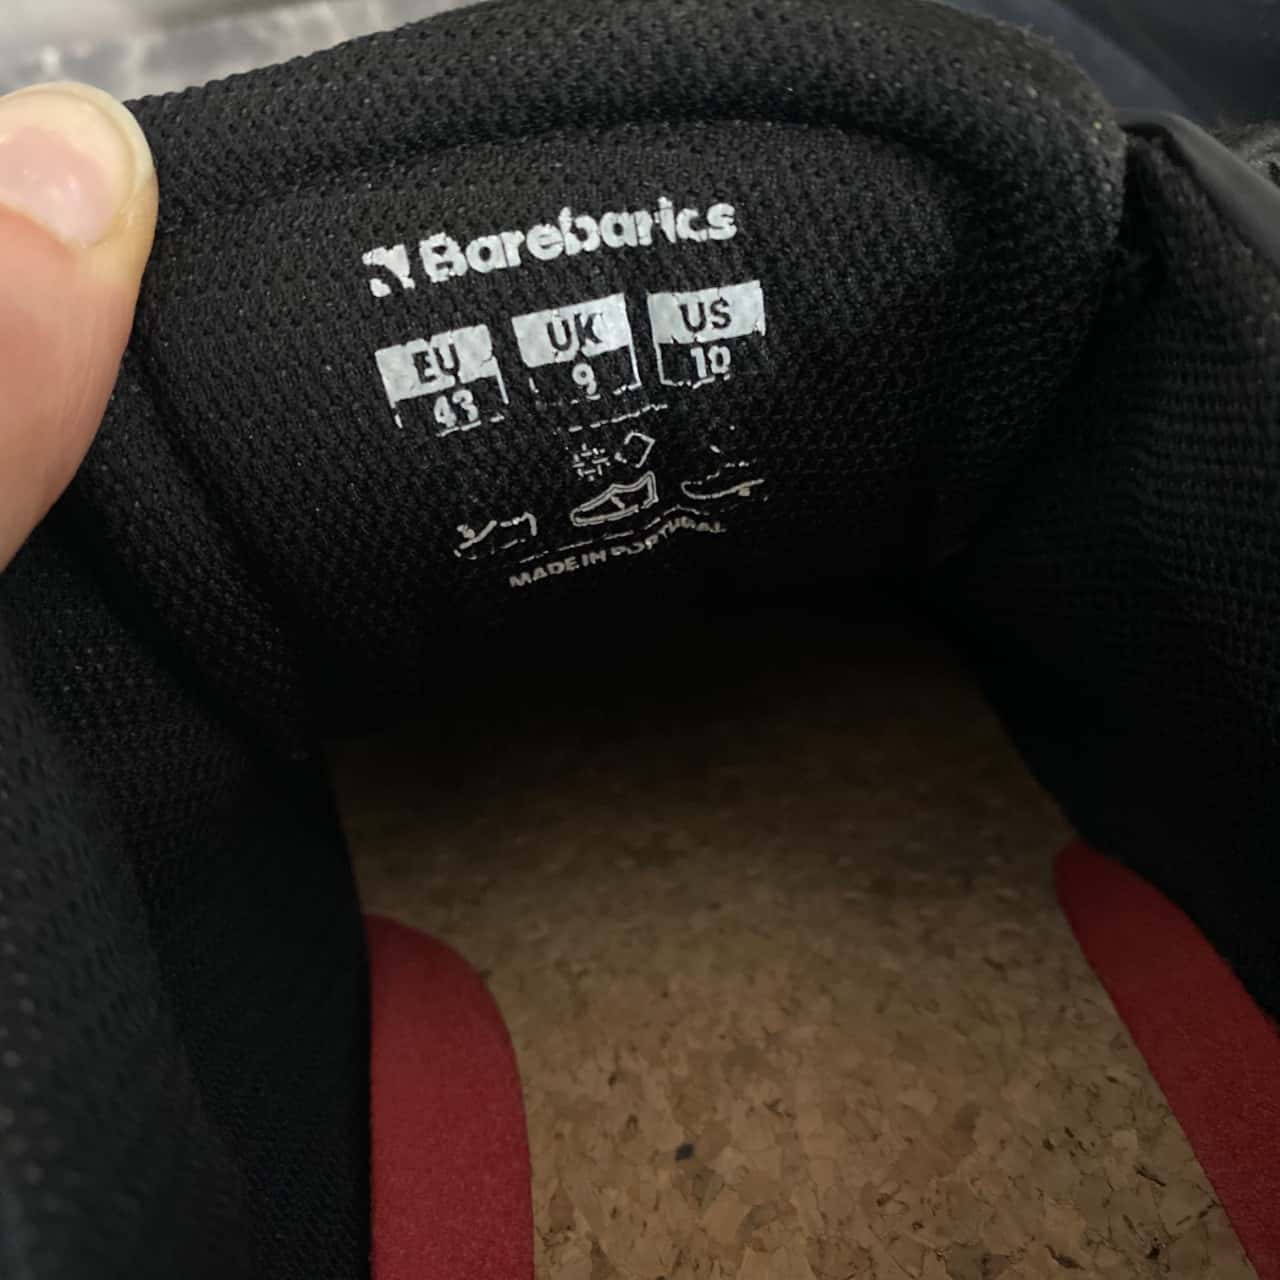 Barebarics
EU UK US
43 9 10
MADE IN PORTUGAL